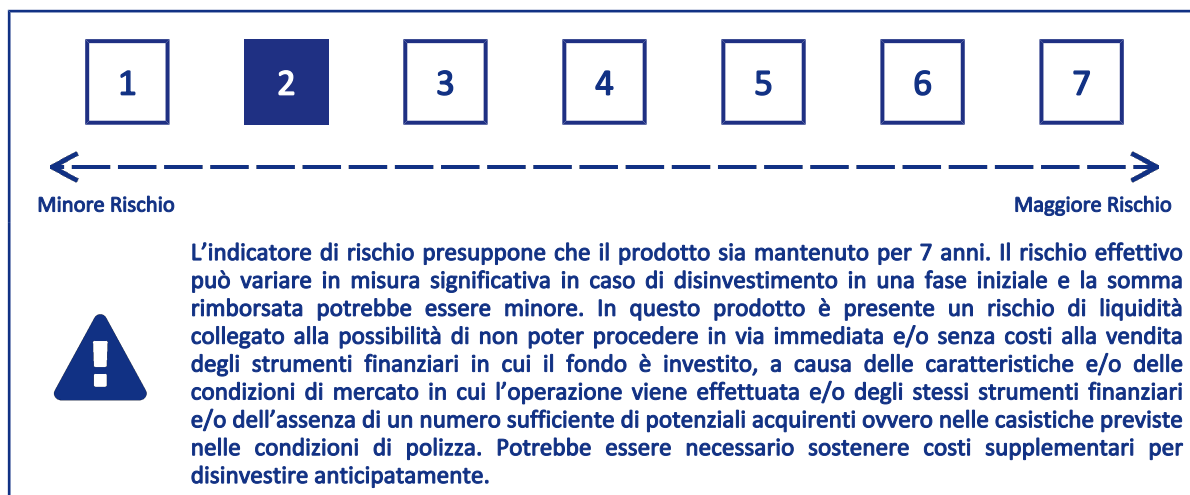 1 2 3 4 5 6 7
Minore Rischio Maggiore Rischio
L’indicatore di rischio presuppone che il prodotto sia mantenuto per 7 anni. Il rischio effettivo
può variare in misura significativa in caso di disinvestimento in una fase iniziale e la somma
rimborsata potrebbe essere minore. In questo prodotto è presente un rischio di liquidità
collegato alla possibilità di non poter procedere in via immediata e/o senza costi alla vendita
degli strumenti finanziari in cui il fondo è investito, a causa delle caratteristiche e/o delle
condizioni di mercato in cui l’operazione viene effettuata e/o degli stessi strumenti finanziari
e/o dell’assenza di un numero sufficiente di potenziali acquirenti ovvero nelle casistiche previste
nelle condizioni di polizza. Potrebbe essere necessario sostenere costi supplementari per
disinvestire anticipatamente.